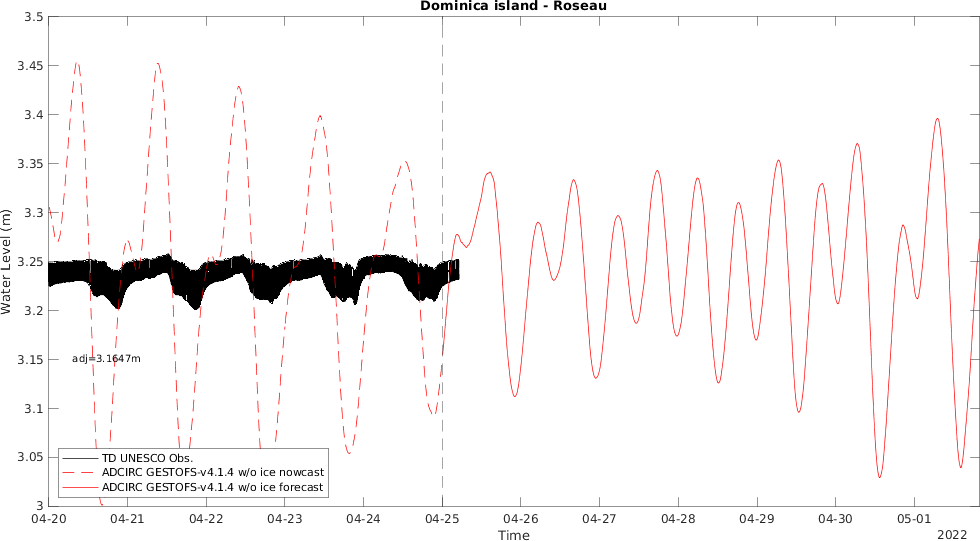 Dominica island - Roseau
3.5
3.45
3.4
3.35
3.3
3.25
3.2
3.15
3.1
3.05
3
Water Level (m)
adj=3.1647m
TD UNESCO Obs.
ADCIRC GESTOFS-v4.1.4 w/o ice nowcast
ADCIRC GESTOFS-v4.1.4 w/o ice forecast
04-20 04-21 04-22 04-23 04-24 04-25 04-26 04-27 04-28 04-29 04-30 05-01
Time
2022